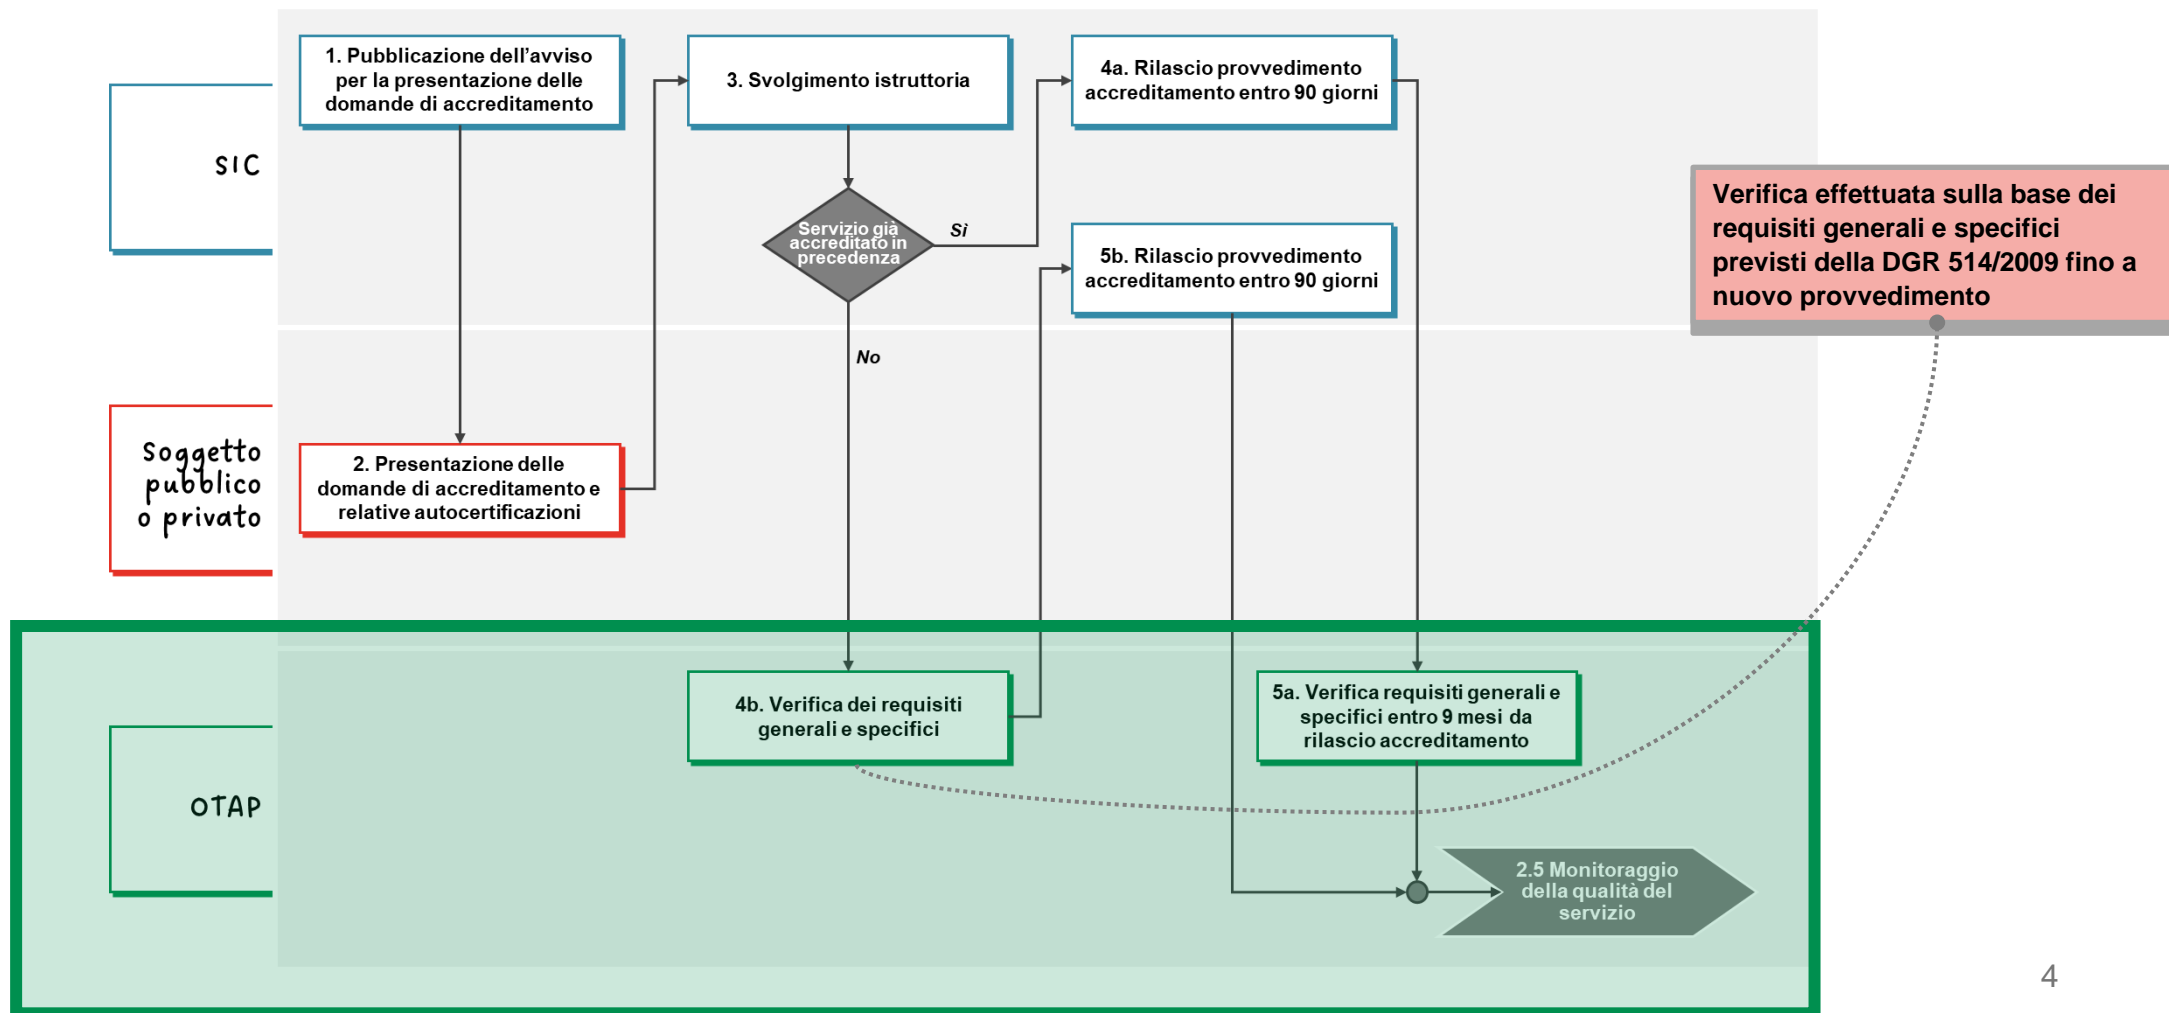 1. Pubblicazione dell'avviso
per la presentazione delle
domande di accreditamento
3. Svolgimento istruttoria
4a. Rilascio provvedimento
accreditamento entro 90 giorni
SIC
Servizio già
accreditato in
precedenza
Sì
5b. Rilascio provvedimento
accreditamento entro 90 giorni
Verifica effettuata sulla base dei
requisiti generali e specifici
previsti della DGR 514/2009 fino a
nuovo provvedimento
No
Soggetto
pubblico
o privato
2. Presentazione delle
domande di accreditamento e
relative autocertificazioni
4b. Verifica dei requisiti
generali e specifici
5a. Verifica requisiti generali e
specifici entro 9 mesi da
rilascio accreditamento
OTAP
2.5 Monitoraggio
della qualità del
servizio
4